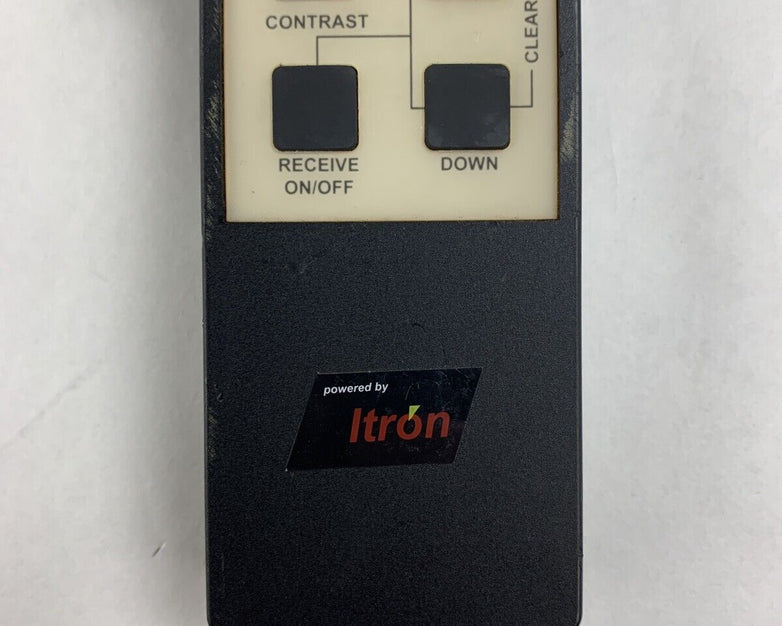 CONTRAST
CLEAR
RECEIVE
ON/OFF
DOWN
powered by
Itron